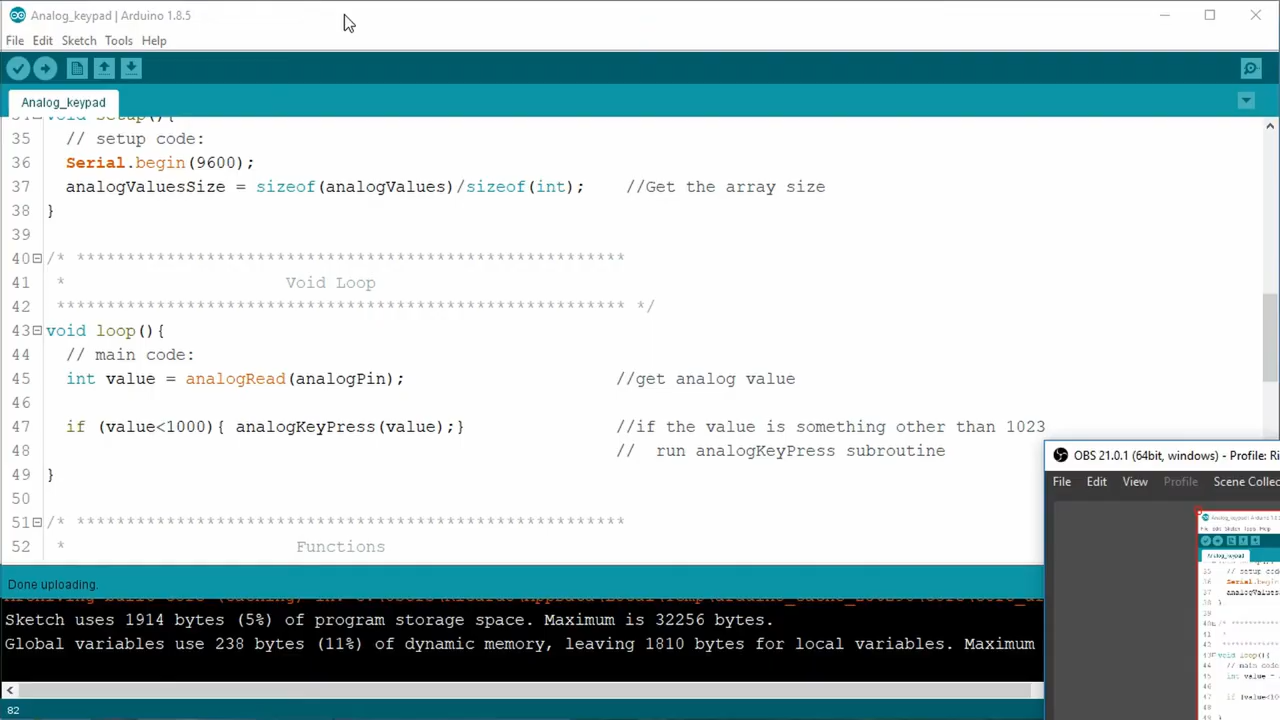 Analog_keypad | Arduino 1.8.5
File Edit Sketch Tools Help
Analog_keypad
34 void setup(){
35 // setup code:
36 Serial.begin(9600);
37 analogValuesSize = sizeof(analogValues)/sizeof(int); //Get the array size
38 }
39
40 /* *******************************************************
41 * Void Loop
42 ********************************************************* */
43 void loop(){
44 // main code:
45 int value = analogRead(analogPin); //get analog value
46
47 if (value<1000){ analogKeyPress(value);} //if the value is something other than 1023
48 // run analogKeyPress subroutine
49 }
50
51 /* *******************************************************
52 * Functions
Done uploading.
Sketch uses 1914 bytes (5%) of program storage space. Maximum is 32256 bytes.
Global variables use 238 bytes (11%) of dynamic memory, leaving 1810 bytes for local variables. Maximum
82
OBS 21.0.1 (64bit, windows) - Profile: Ri
File Edit View Profile Scene Collec